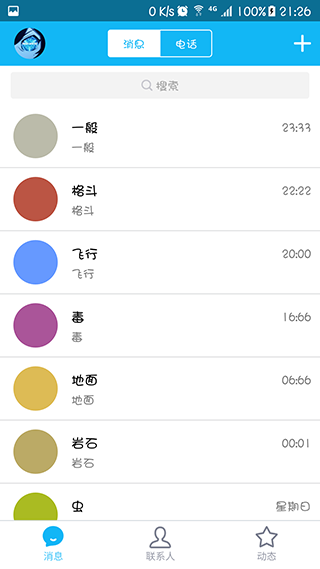 0 K/s 4G 100% 21:26
消息 电话
搜索
一般 23:33
一般
格斗 22:22
格斗
飞行 20:00
飞行
毒 16:66
毒
地面 06:66
地面
岩石 00:01
岩石
虫 星期日
消息 联系人 动态